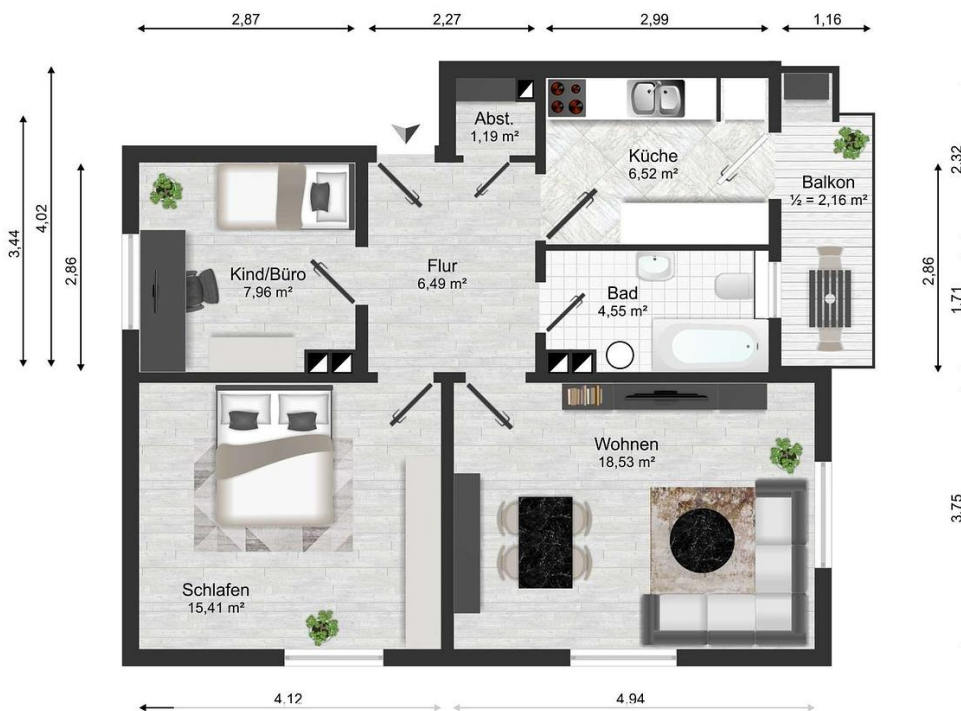 2,87
2,27
2,99
1,16
4,02
3,44
2,86
Abst.
1,19 m²
Küche
6,52 m²
Balkon
½ = 2,16 m²
2,32
2,86
1,71
Kind/Büro
7,96 m²
Flur
6,49 m²
Bad
4,55 m²
Wohnen
18,53 m²
3,75
Schlafen
15,41 m²
4,12
4,94